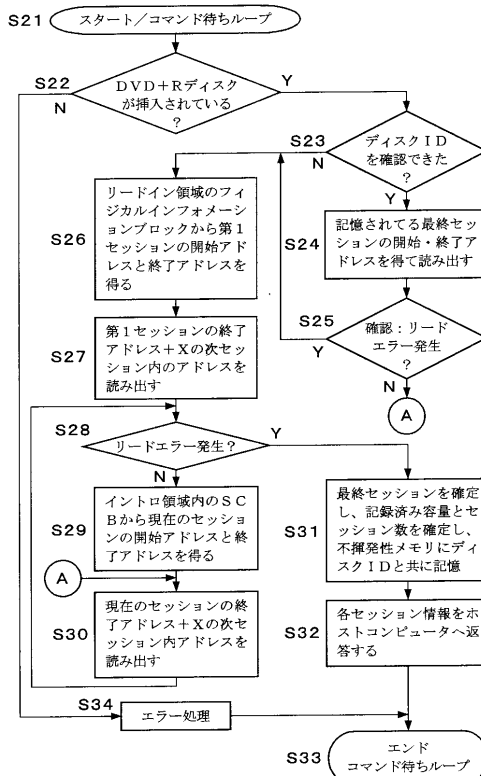 S21
スタート／コマンド待ちループ
S22
DVD+Rディスク
が挿入されている
？
Y
N
S23
ディスクID
を確認できた
？
N
Y
S24
記憶されてる最終セッ
ションの開始・終了ア
ドレスを得て読み出す
S25
確認：リード
エラー発生
？
Y
N
A
S26
リードイン領域のフィ
ジカルインフォメーシ
ョンブロックから第1
セッションの開始アド
レスと終了アドレスを
得る
S27
第1セッションの終了
アドレス+Xの次セッ
ション内のアドレスを
読み出す
S28
リードエラー発生？
Y
N
S29
イントロ領域内のSC
Bから現在のセッショ
ンの開始アドレスと終
了アドレスを得る
A
S30
現在のセッションの終
了アドレス+Xの次セ
ッション内アドレスを
読み出す
S31
最終セッションを確定
し、記録済み容量とセ
ッション数を確定し、
不揮発性メモリにディ
スクIDと共に記憶
S32
各セッション情報をホ
ストコンピュータへ返
答する
S34
エラー処理
S33
エンド
コマンド待ちループ